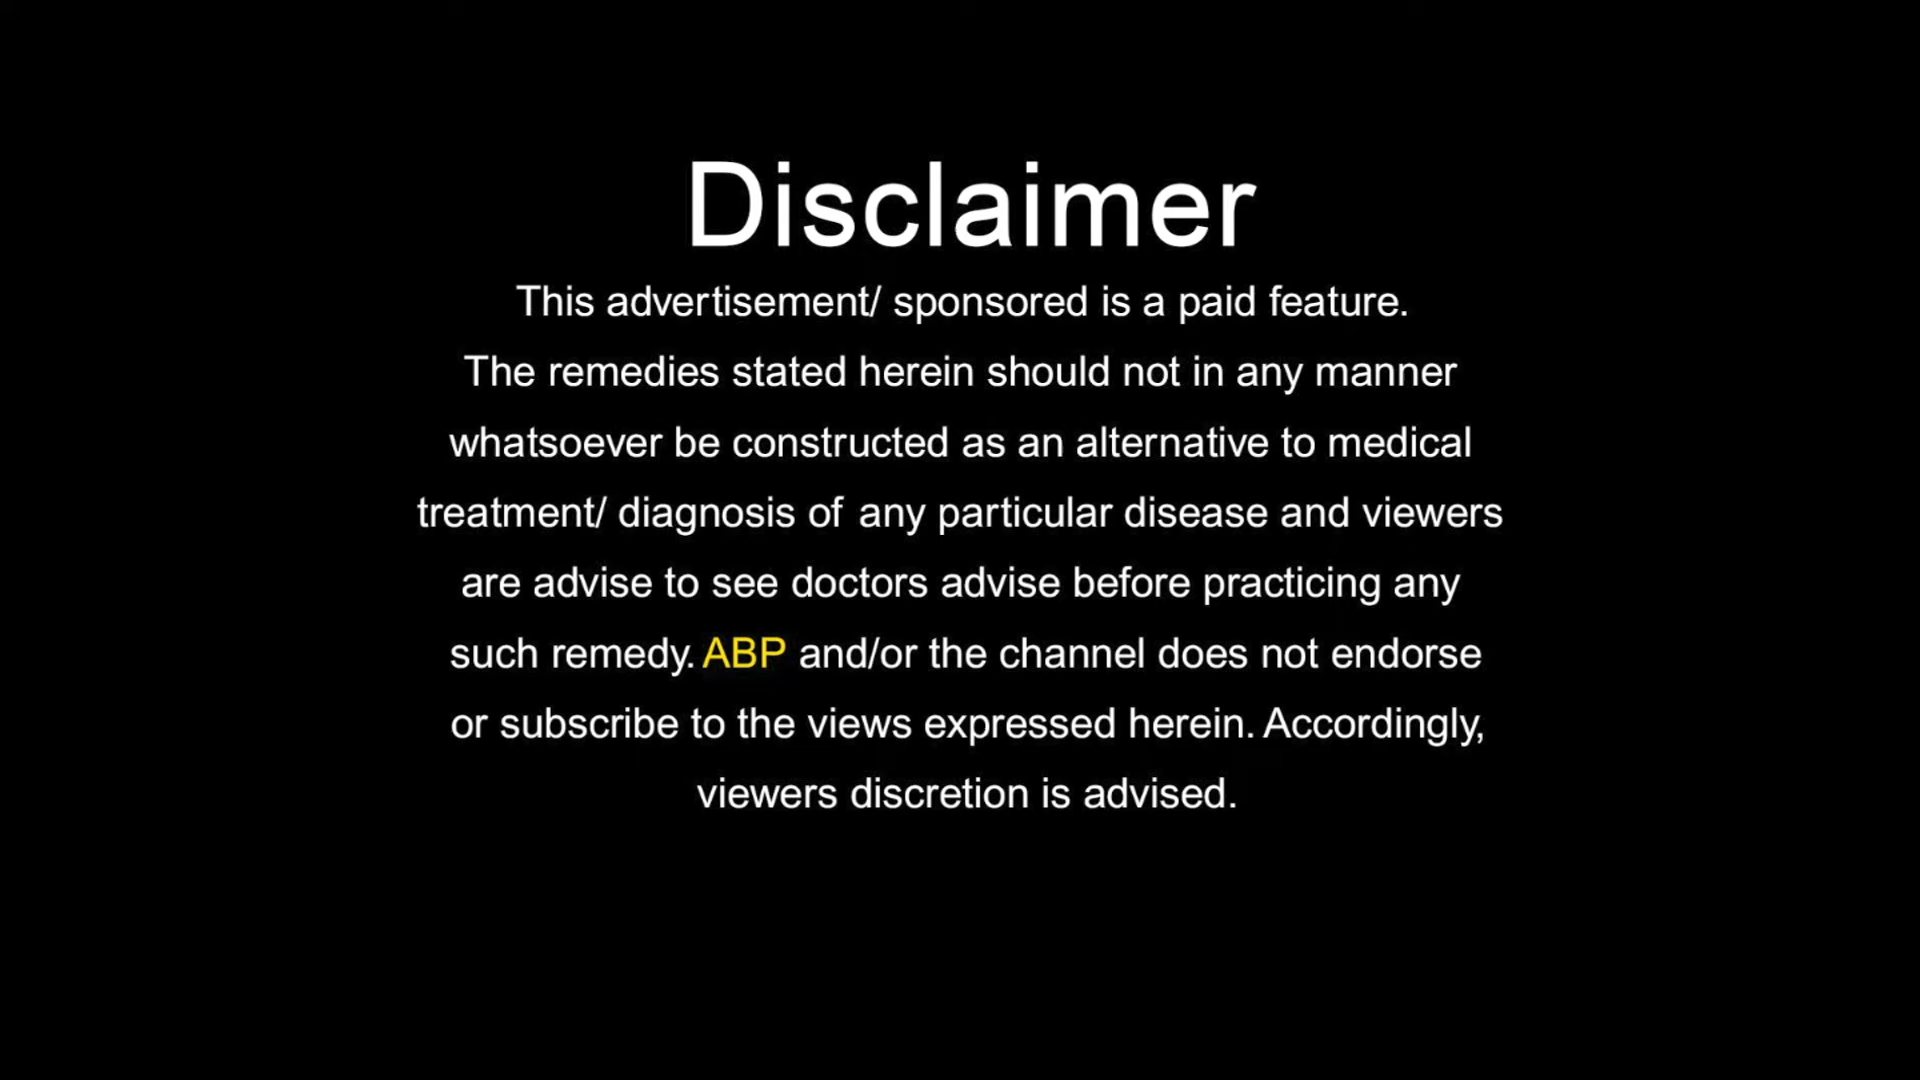 Disclaimer
This advertisement/ sponsored is a paid feature.
The remedies stated herein should not in any manner
whatsoever be constructed as an alternative to medical
treatment/ diagnosis of any particular disease and viewers
are advise to see doctors advise before practicing any
such remedy. ABP and/or the channel does not endorse
or subscribe to the views expressed herein. Accordingly,
viewers discretion is advised.